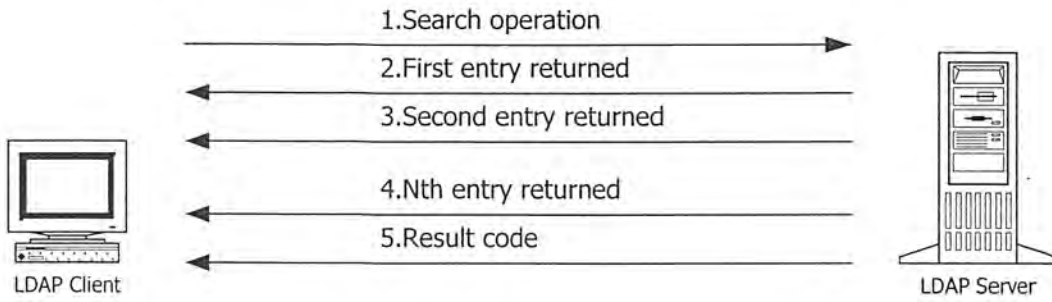 1.Search operation
2.First entry returned
3.Second entry returned
4.Nth entry returned
5.Result code
LDAP Client
LDAP Server